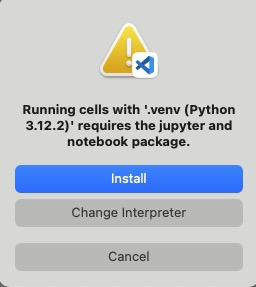 Running cells with '.venv (Python
3.12.2)' requires the jupyter and
notebook package.
Install
Change Interpreter
Cancel